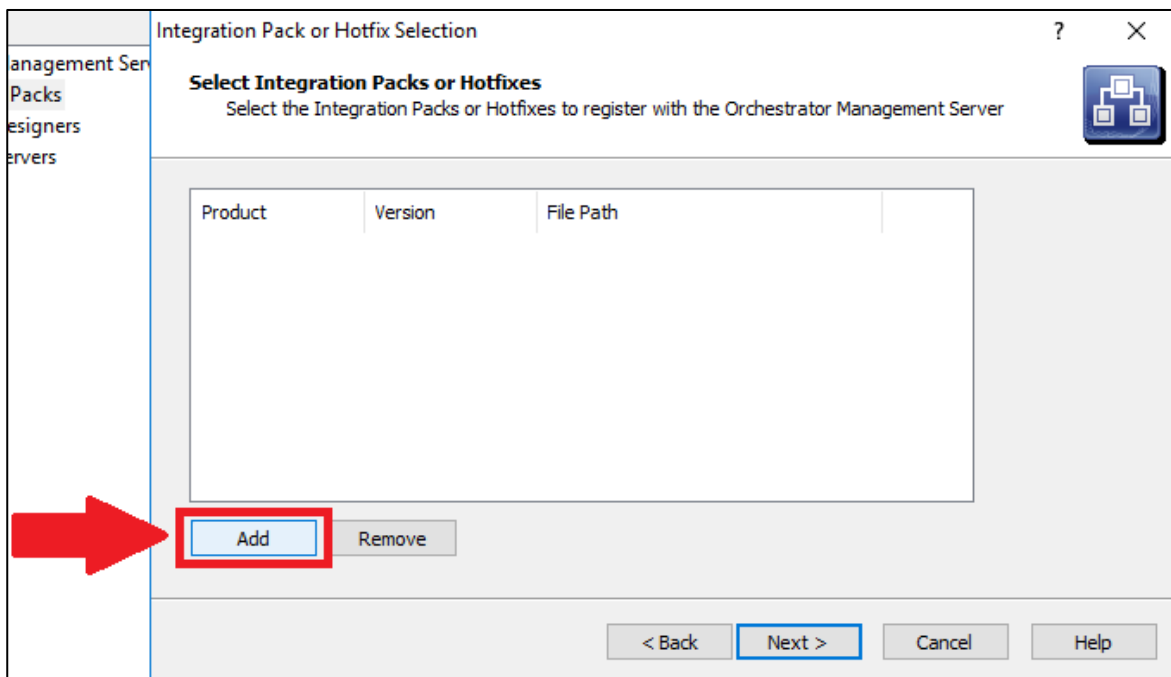 Integration Pack or Hotfix Selection
?
anagement Ser
Packs
esigners
ervers
Select Integration Packs or Hotfixes
Select the Integration Packs or Hotfixes to register with the Orchestrator Management Server
Product Version File Path
Add Remove
< Back Next > Cancel Help